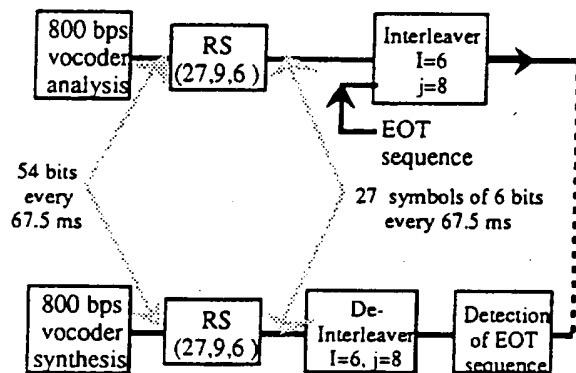 800 bps
vocoder
analysis
RS
(27,9,6 )
Interleaver
I=6
j=8
EOT
sequence
54 bits
every
67.5 ms
27 symbols of 6 bits
every 67.5 ms
800 bps
vocoder
synthesis
RS
(27,9,6 )
De-
Interleaver
I=6, j=8
Detection
of EOT
sequence